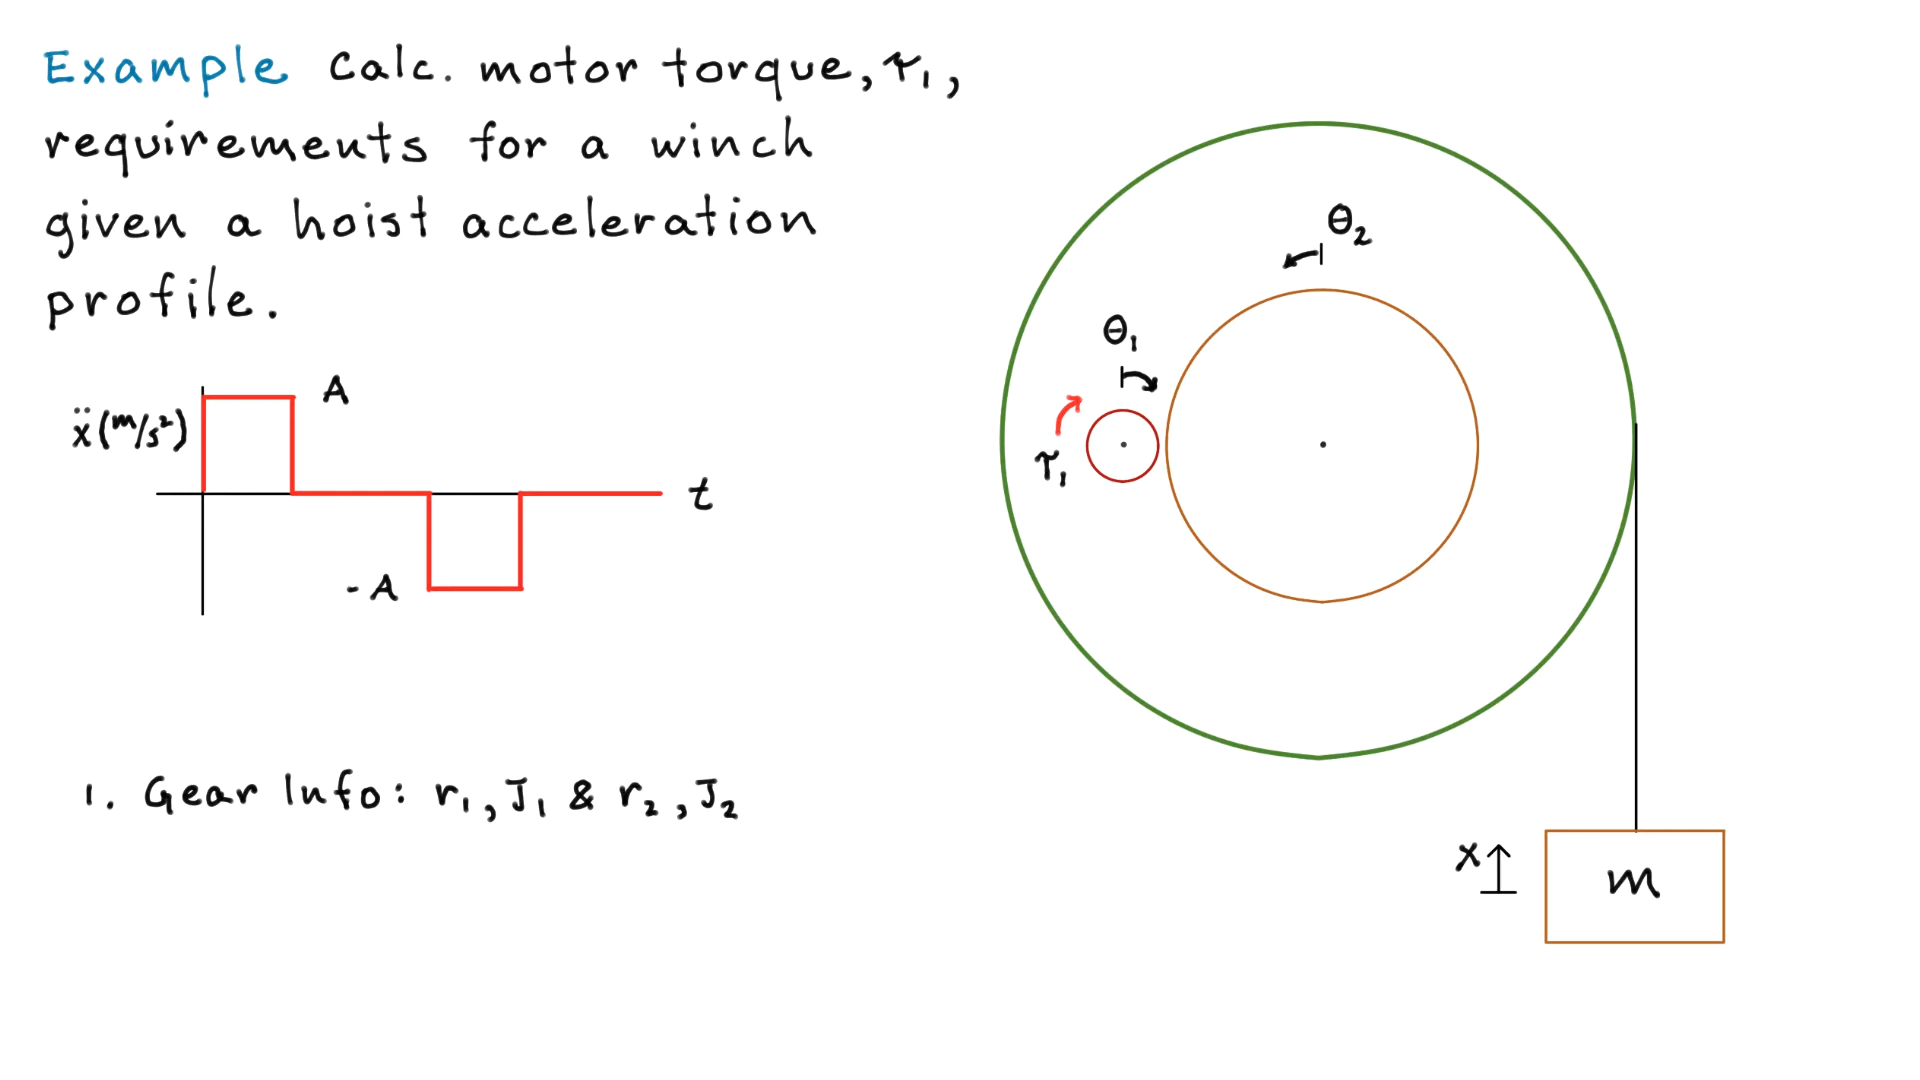 Example Calc. motor torque, τ₁,
requirements for a winch
given a hoist acceleration
profile.
ẍ (m/s²)
A
t
-A
1. Gear Info: r₁, J₁ & r₂, J₂
θ₂
θ₁
τ₁
x
m